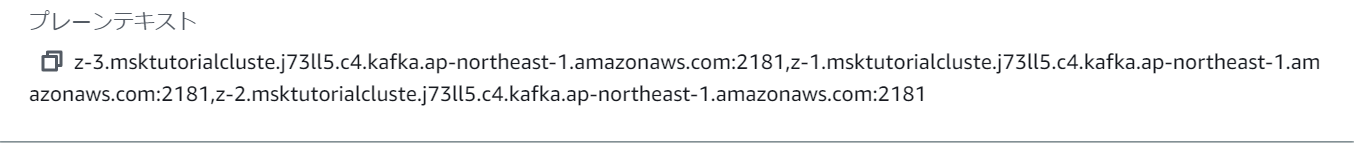 プレーンテキスト
z-3.msktutorialcluste.j73ll5.c4.kafka.ap-northeast-1.amazonaws.com:2181,z-1.msktutorialcluste.j73ll5.c4.kafka.ap-northeast-1.am
azonaws.com:2181,z-2.msktutorialcluste.j73ll5.c4.kafka.ap-northeast-1.amazonaws.com:2181